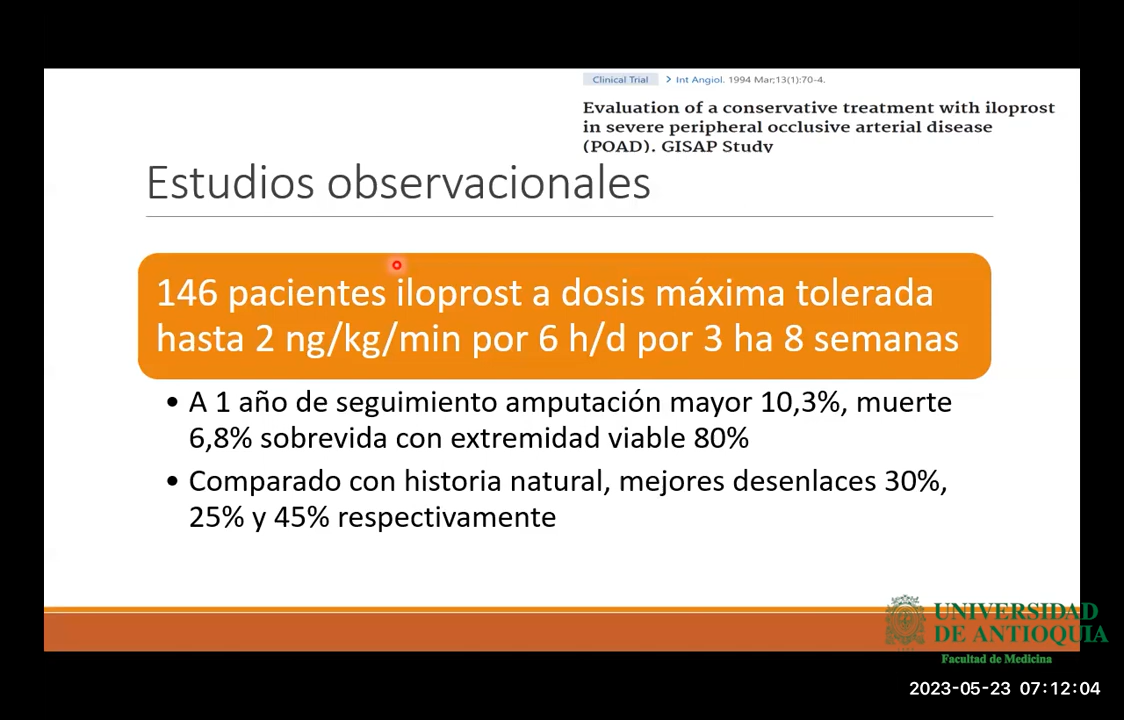 Clinical Trial > Int Angiol. 1994 Mar;13(1):70-4.
Evaluation of a conservative treatment with iloprost
in severe peripheral occlusive arterial disease
(POAD). GISAP Study
Estudios observacionales
146 pacientes iloprost a dosis máxima tolerada
hasta 2 ng/kg/min por 6 h/d por 3 ha 8 semanas
• A 1 año de seguimiento amputación mayor 10,3%, muerte
6,8% sobrevida con extremidad viable 80%
• Comparado con historia natural, mejores desenlaces 30%,
25% y 45% respectivamente
UNIVERSIDAD
DE ANTIOQUIA
Facultad de Medicina
2023-05-23 07:12:04